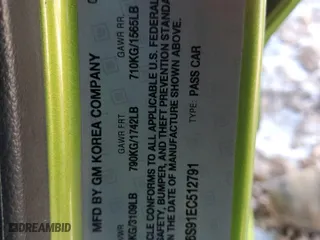 MFD BY GM KOREA COMPANY
GAWR FRT GAWR RR
KG/3109LB 790KG/1742LB 710KG/1565LB
CLE CONFORMS TO ALL APPLICABLE U.S. FEDERAL
SAFETY, BUMPER, AND THEFT PREVENTION STANDA
DATE OF MANUFACTURE SHOWN ABOVE.
6S91EC512791 TYPE: PASS CAR
DREAMBID